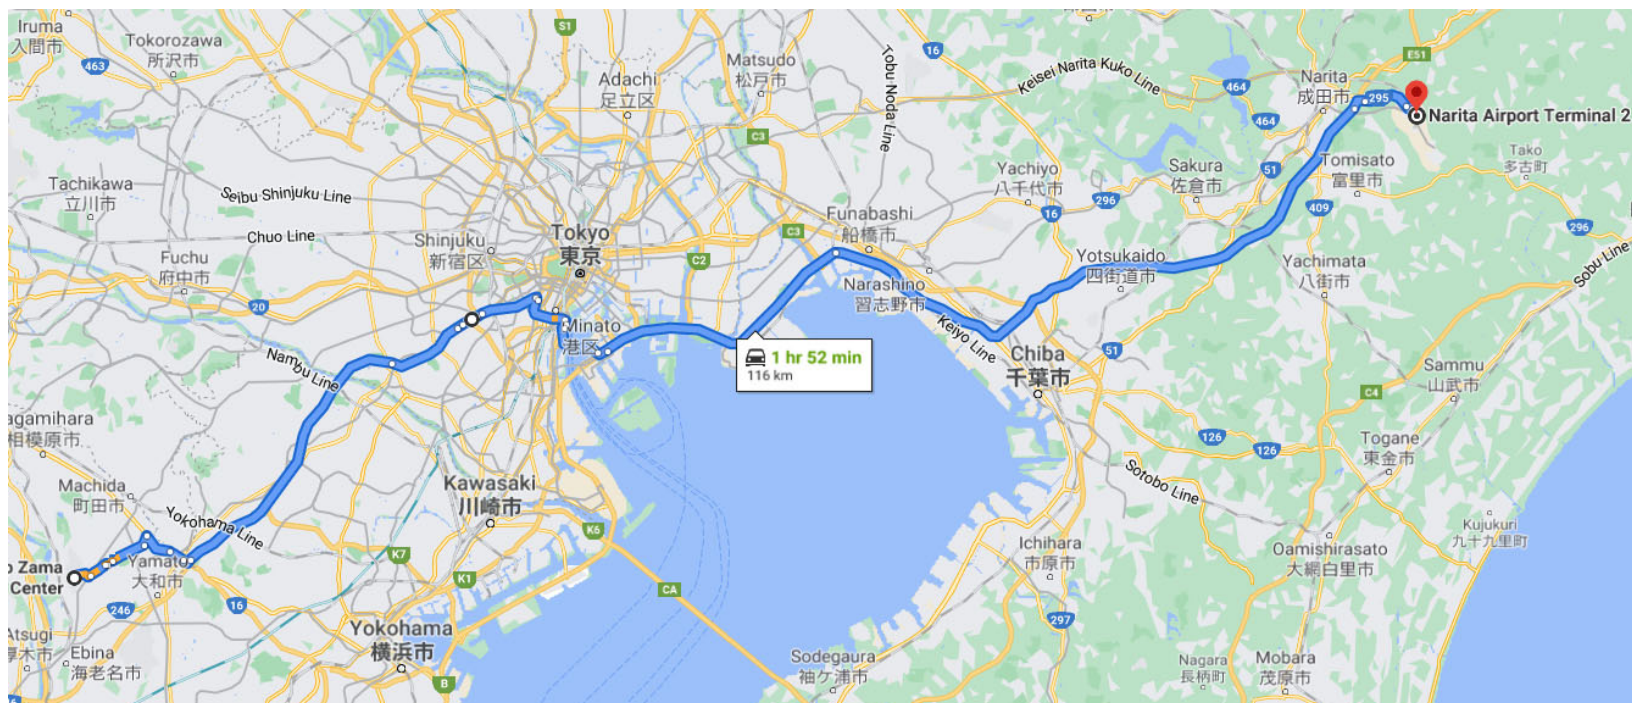 Iruma
入間市
Tokorozawa
所沢市
463
S1
Adachi
足立区
Matsudo
松戸市
C3
Tobu Noda Line
16
Keisei Narita Kuko Line
464
464
Narita
成田市
E51
295
Narita Airport Terminal 2
Tako
多古町
Tachikawa
立川市
Seibu Shinjuku Line
Chuo Line
Shinjuku
新宿区
Tokyo
東京
C2
C3
Funabashi
船橋市
Yachiyo
八千代市
16
296
Sakura
佐倉市
51
Tomisato
富里市
409
296
Fuchu
府中市
20
Narashino
習志野市
Yotsukaido
四街道市
Yachimata
八街市
Sobu Line
Minato
港区
Keiyo Line
Nambu Line
1 hr 52 min
116 km
Chiba
千葉市
51
Sammu
山武市
C4
agamihara
相模原市
126
126
Togane
東金市
Sotobo Line
Machida
町田市
Yokohama Line
Kawasaki
川崎市
K6
Kujukuri
九十九里町
Oamishirasato
大網白里市
Ichihara
市原市
o Zama
Center
Yamato
大和市
K7
K1
246
16
CA
297
Atsugi
厚木市
Ebina
海老名市
Yokohama
横浜市
B
Sodegaura
袖ケ浦市
Nagara
長柄町
Mobara
茂原市